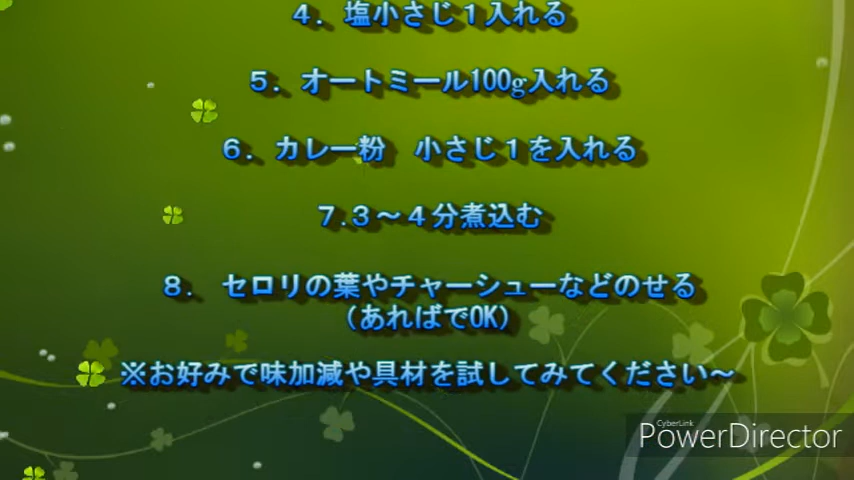 ４．塩小さじ１入れる
５．オートミール100g入れる
６．カレー粉　小さじ１を入れる
７.３～４分煮込む
８．　セロリの葉やチャーシューなどのせる
（あればでOK）
※お好みで味加減や具材を試してみてください～
CyberLink
PowerDirector